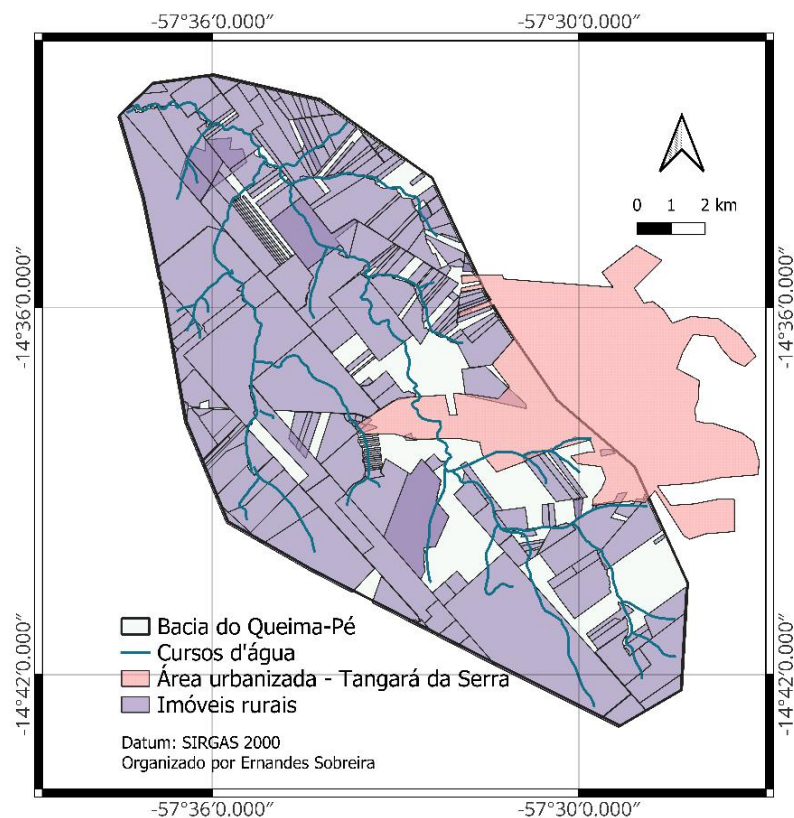 -57°36′0.000″ -57°30′0.000″
0 1 2 km
-14°36′0.000″ -14°36′0.000″
Bacia do Queima-Pé
Cursos d'água
Área urbanizada - Tangará da Serra
Imóveis rurais
-14°42′0.000″ -14°42′0.000″
Datum: SIRGAS 2000
Organizado por Ernandes Sobreira
-57°36′0.000″ -57°30′0.000″